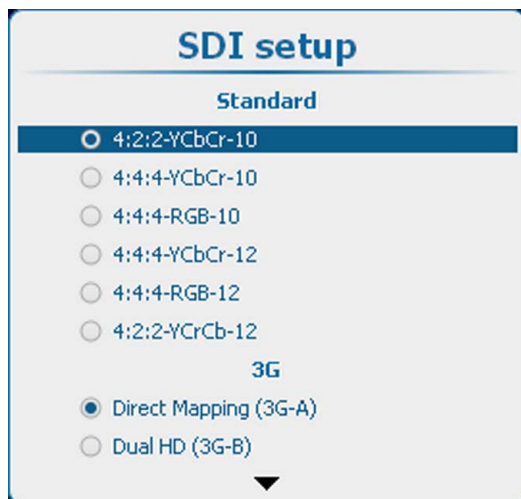 SDI setup
Standard
4:2:2-YCbCr-10
4:4:4-YCbCr-10
4:4:4-RGB-10
4:4:4-YCbCr-12
4:4:4-RGB-12
4:2:2-YCrCb-12
3G
Direct Mapping (3G-A)
Dual HD (3G-B)